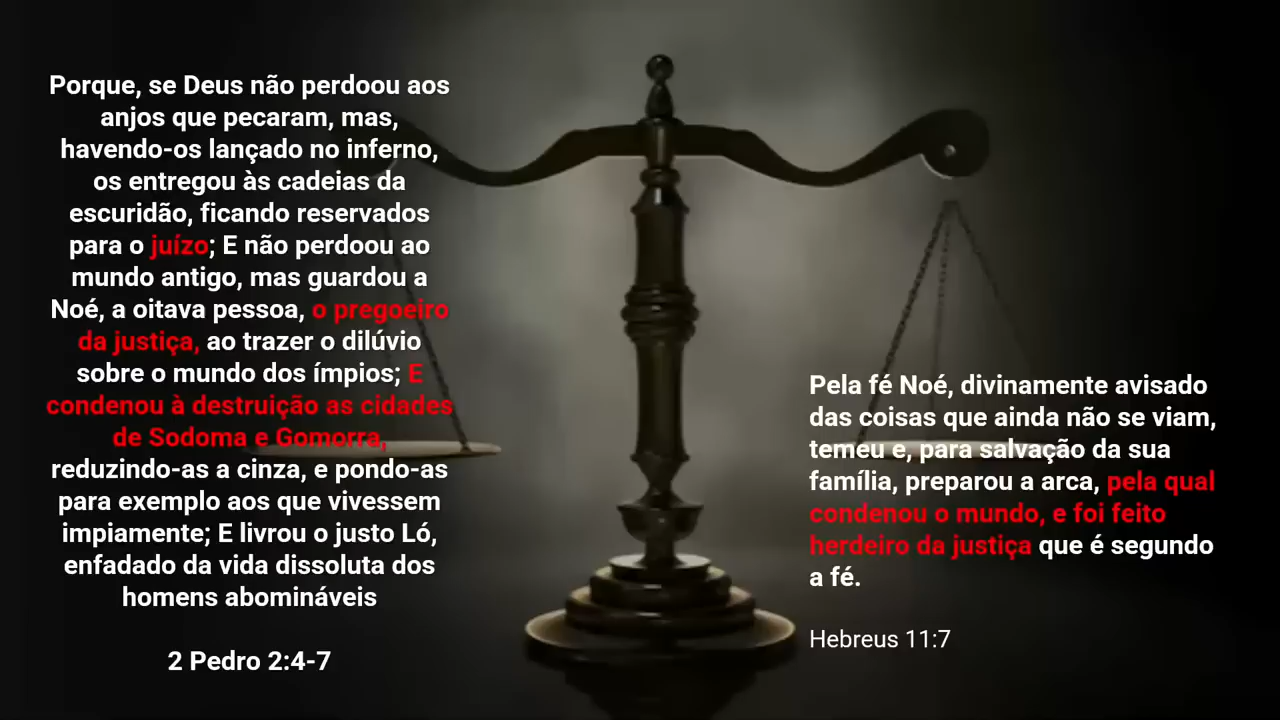 Porque, se Deus não perdoou aos
anjos que pecaram, mas,
havendo-os lançado no inferno,
os entregou às cadeias da
escuridão, ficando reservados
para o juízo; E não perdoou ao
mundo antigo, mas guardou a
Noé, a oitava pessoa, o pregoeiro
da justiça, ao trazer o dilúvio
sobre o mundo dos ímpios; E
condenou à destruição as cidades
de Sodoma e Gomorra,
reduzindo-as a cinza, e pondo-as
para exemplo aos que vivessem
impiamente; E livrou o justo Ló,
enfadado da vida dissoluta dos
homens abomináveis
2 Pedro 2:4-7
Pela fé Noé, divinamente avisado
das coisas que ainda não se viam,
temeu e, para salvação da sua
família, preparou a arca, pela qual
condenou o mundo, e foi feito
herdeiro da justiça que é segundo
a fé.
Hebreus 11:7